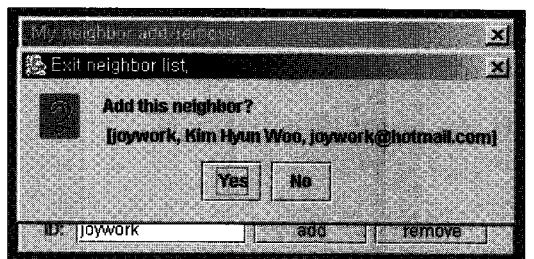 My neighbor add-remove
Exit neighbor list,
Add this neighbor?
[joywork, Kim Hyun Woo, joywork@hotmail.com]
Yes No
ID: joywork add remove